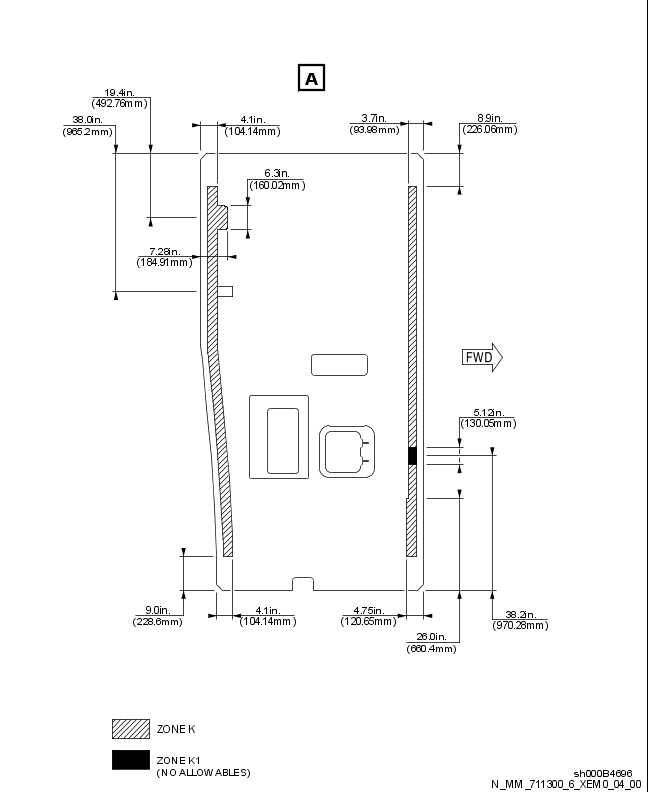 A
19.4in.
(492.76mm)
38.0in.
(965.2mm)
4.1in.
(104.14mm)
3.7in.
(93.98mm)
8.9in.
(226.06mm)
6.3in.
(160.02mm)
7.28in.
(184.91mm)
FWD
5.12in.
(130.05mm)
9.0in.
(228.6mm)
4.1in.
(104.14mm)
4.75in.
(120.65mm)
38.2in.
(970.28mm)
26.0in.
(660.4mm)
ZONE K
ZONE K1
(NO ALLOWABLES)
sh000B4696
N_MM_711300_6_XEM0_04_00